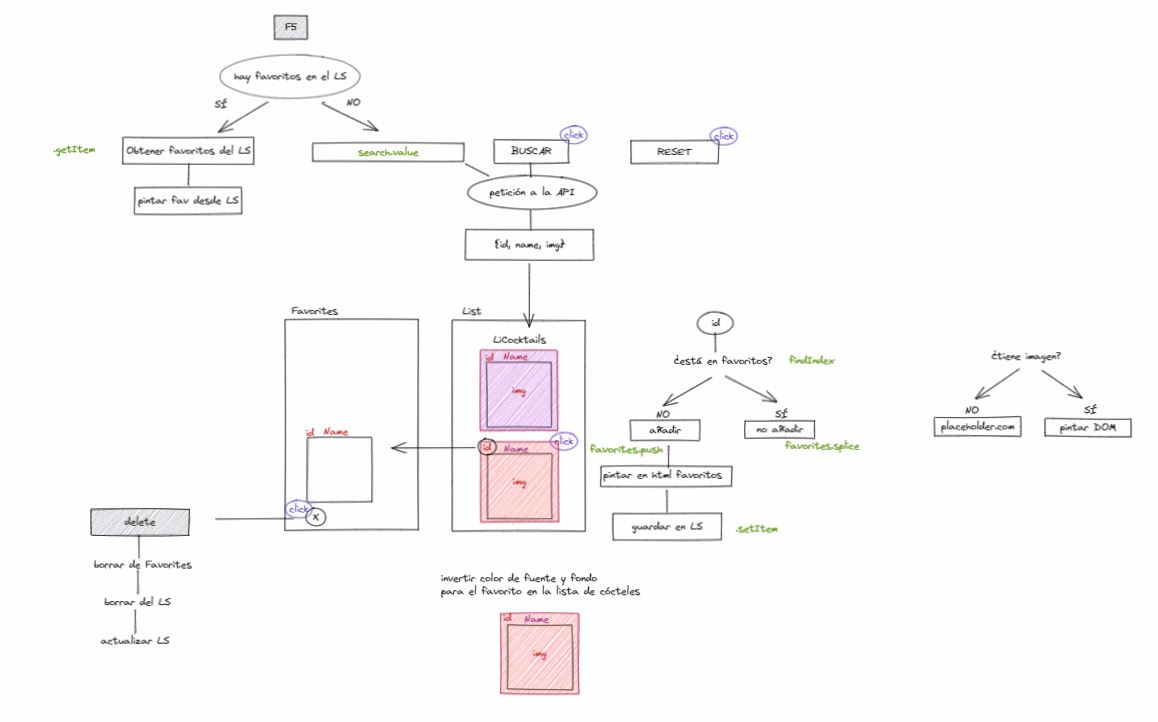 F5
hay favoritos en el LS
SÍ
NO
.getItem
Obtener favoritos del LS
pintar fav desde LS
search.value
BUSCAR
click
RESET
click
petición a la API
{id, name, img}
Favorites
id Name
click
X
List
LiCocktails
id Name
img
click
id Name
img
delete
borrar de Favorites
borrar del LS
actualizar LS
id
¿está en favoritos?
findIndex
NO
SÍ
añadir
no añadir
favorites.push
favorites.splice
pintar en html favoritos
guardar en LS
.setItem
¿tiene imagen?
NO
SÍ
placeholder.com
pintar DOM
invertir color de fuente y fondo
para el favorito en la lista de cócteles
id Name
img